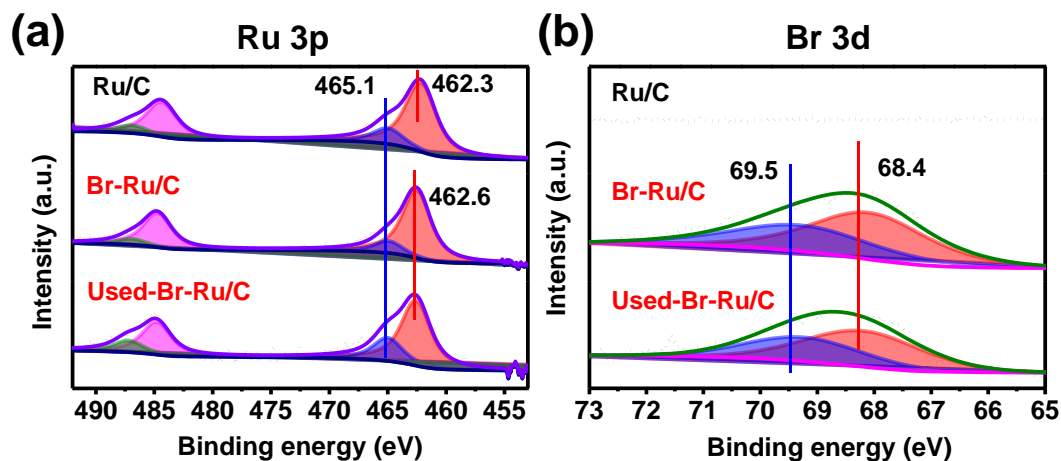 (a)
Ru 3p
Ru/C
465.1
462.3
Br-Ru/C
462.6
Used-Br-Ru/C
Intensity (a.u.)
490 485 480 475 470 465 460 455
Binding energy (eV)
(b)
Br 3d
Ru/C
69.5
68.4
Br-Ru/C
Used-Br-Ru/C
Intensity (a.u.)
73 72 71 70 69 68 67 66 65
Binding energy (eV)